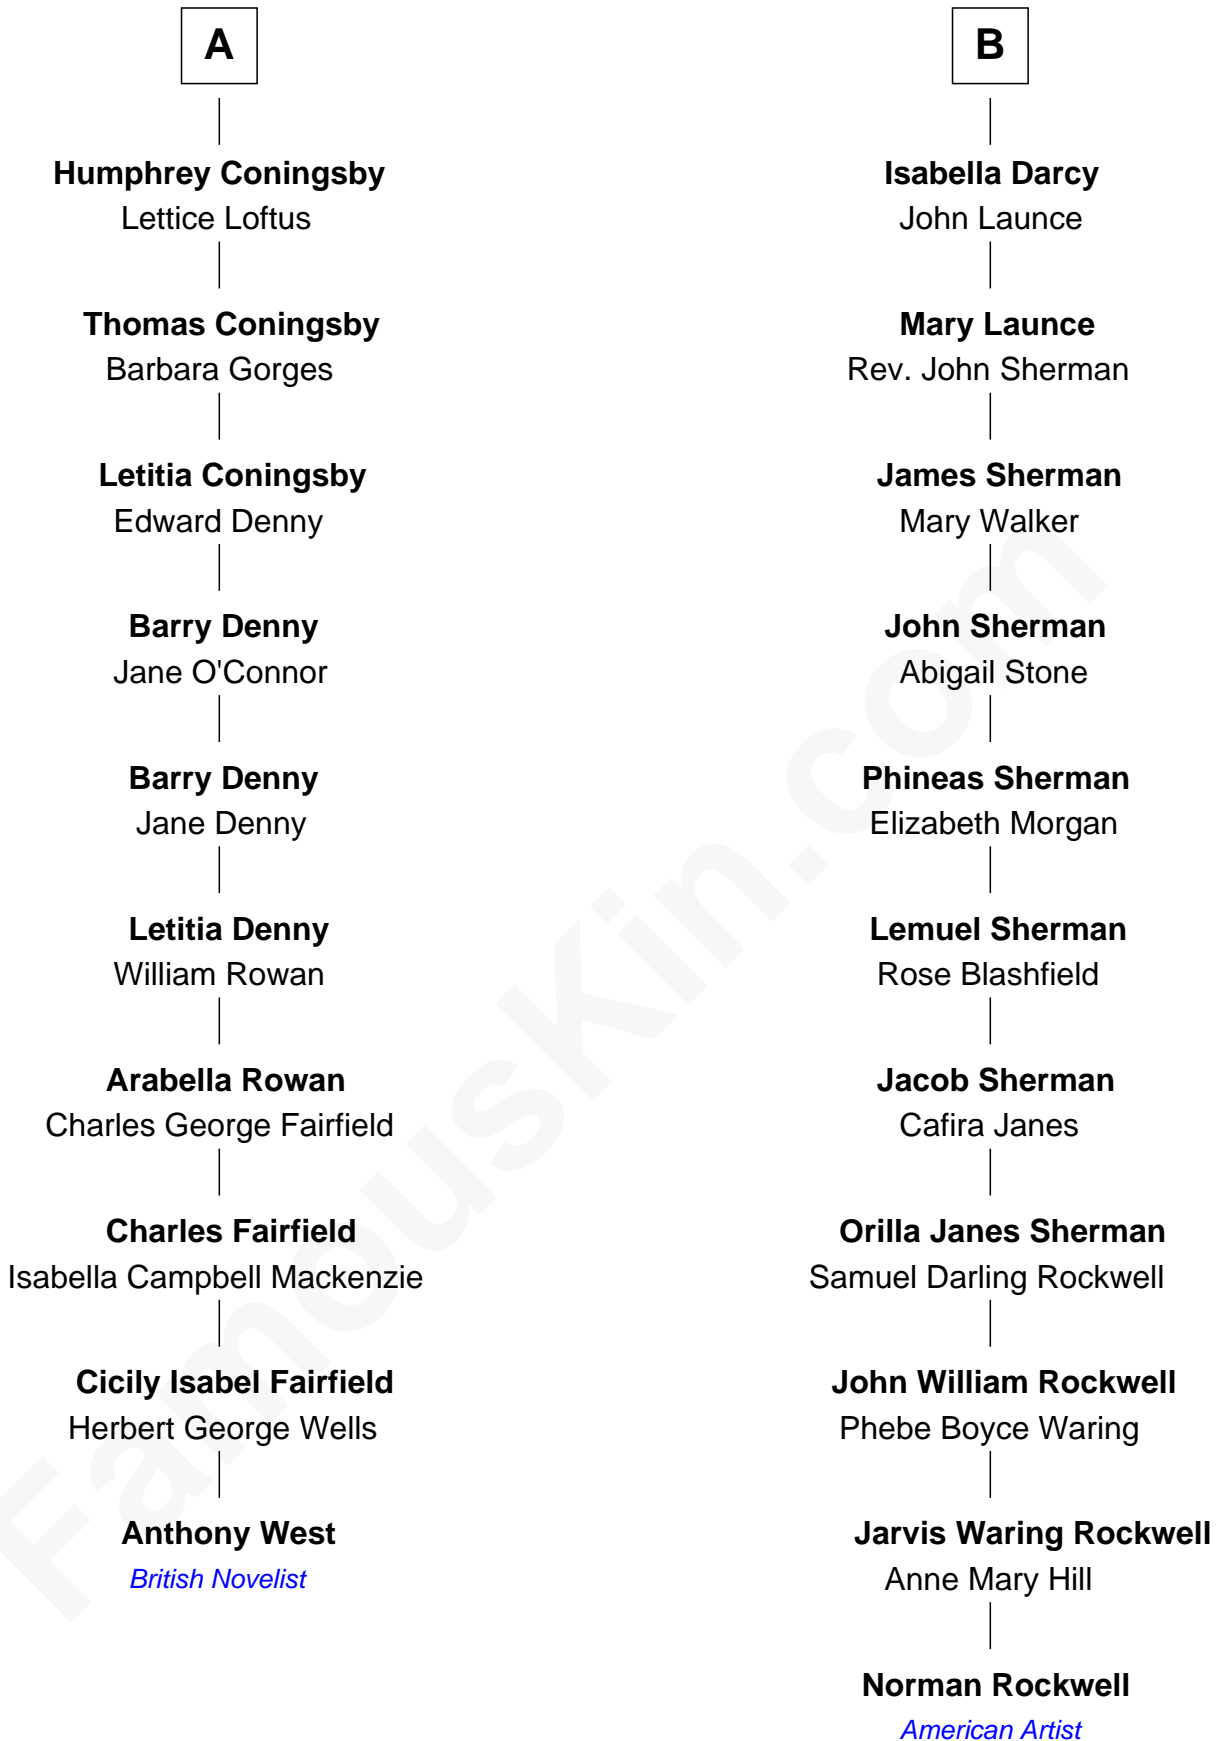 A
Humphrey Coningsby
Lettice Loftus
Thomas Coningsby
Barbara Gorges
Letitia Coningsby
Edward Denny
Barry Denny
Jane O'Connor
Barry Denny
Jane Denny
Letitia Denny
William Rowan
Arabella Rowan
Charles George Fairfield
Charles Fairfield
Isabella Campbell Mackenzie
Cicily Isabel Fairfield
Herbert George Wells
Anthony West
British Novelist
B
Isabella Darcy
John Launce
Mary Launce
Rev. John Sherman
James Sherman
Mary Walker
John Sherman
Abigail Stone
Phineas Sherman
Elizabeth Morgan
Lemuel Sherman
Rose Blashfield
Jacob Sherman
Cafira Janes
Orilla Janes Sherman
Samuel Darling Rockwell
John William Rockwell
Phebe Boyce Waring
Jarvis Waring Rockwell
Anne Mary Hill
Norman Rockwell
American Artist
FamousKin.com